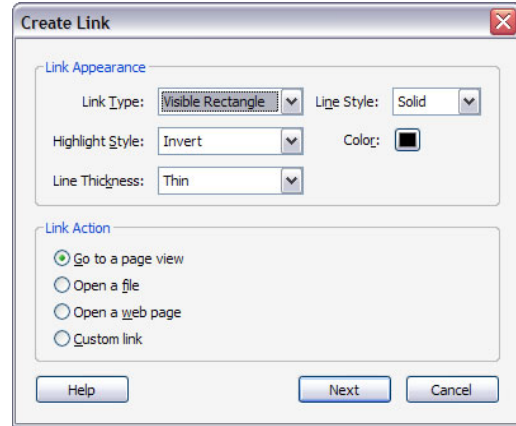 Create Link
Link Appearance
Link Type: Visible Rectangle Line Style: Solid
Highlight Style: Invert Color:
Line Thickness: Thin
Link Action
Go to a page view
Open a file
Open a web page
Custom link
Help Next Cancel